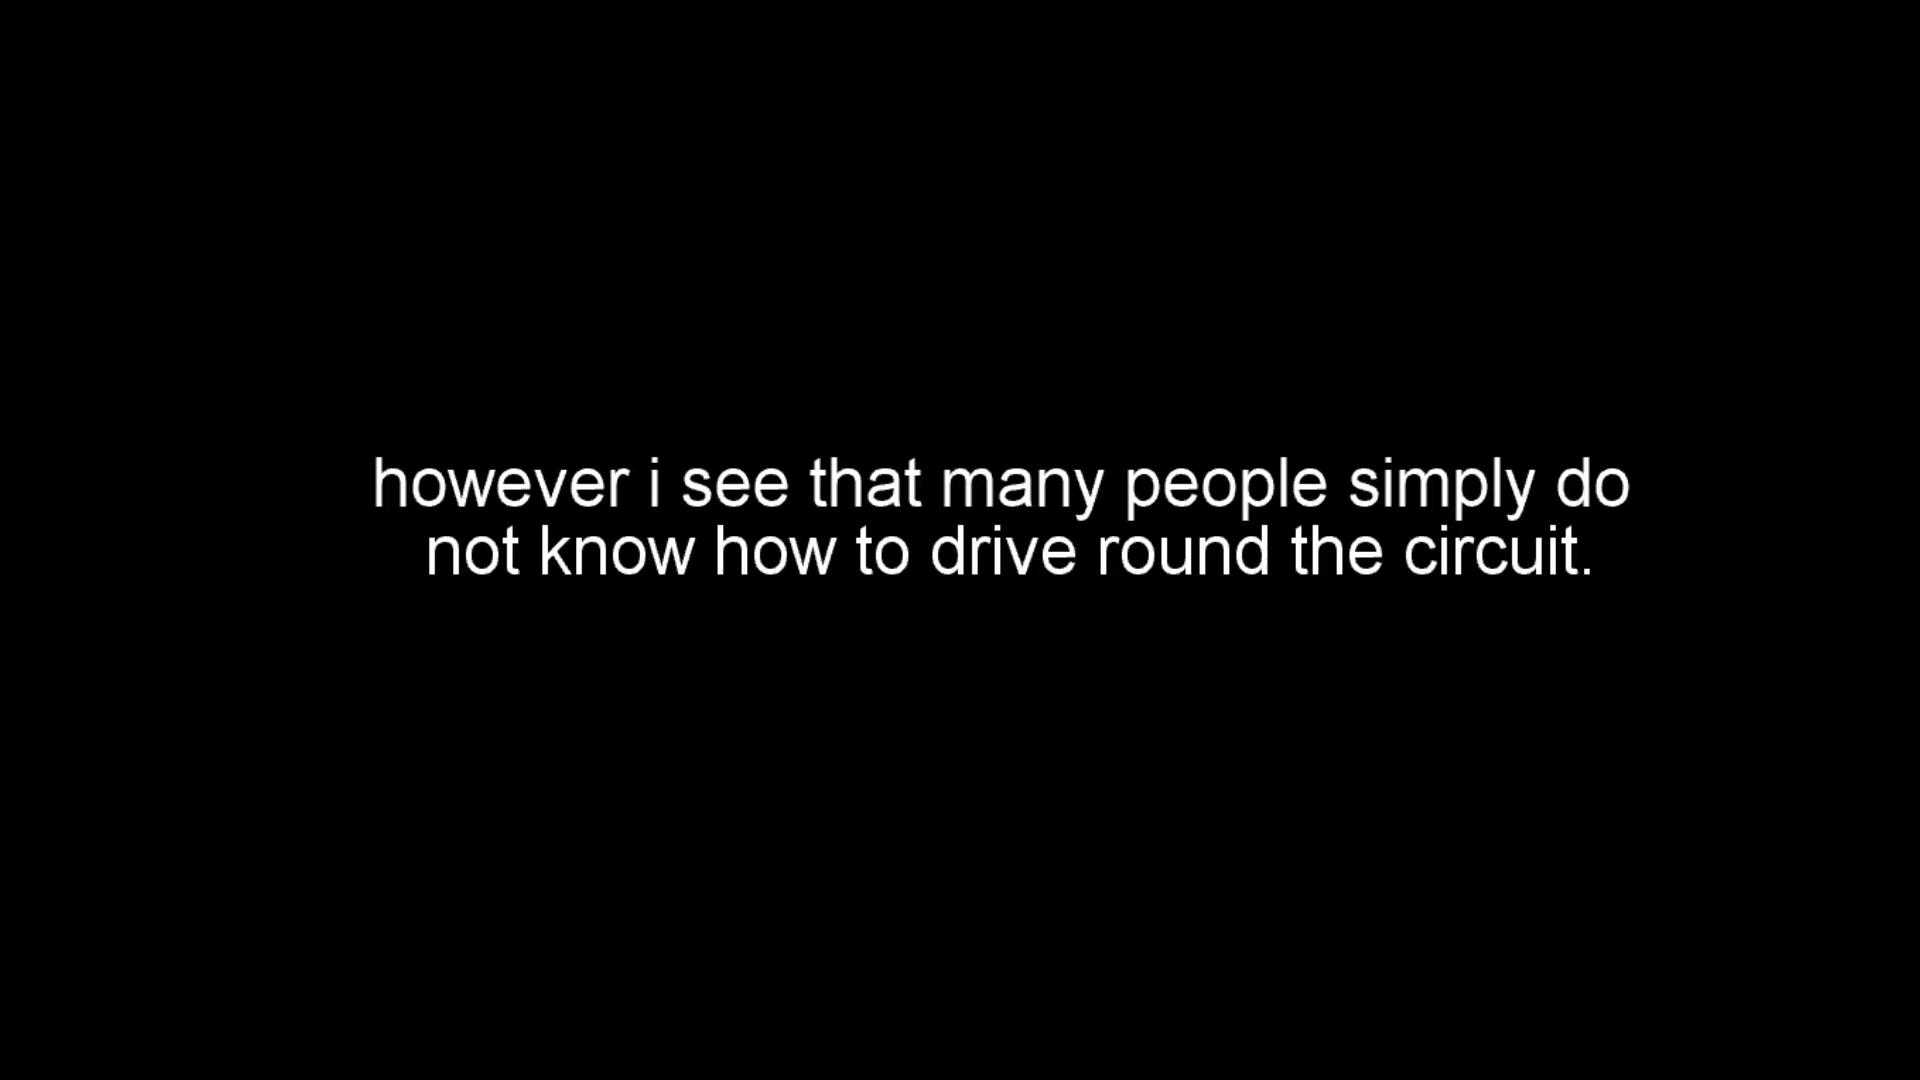 however i see that many people simply do
not know how to drive round the circuit.